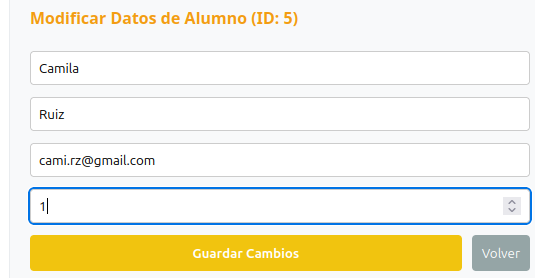 Modificar Datos de Alumno (ID: 5)
Camila
Ruiz
cami.rz@gmail.com
1
Guardar Cambios Volver